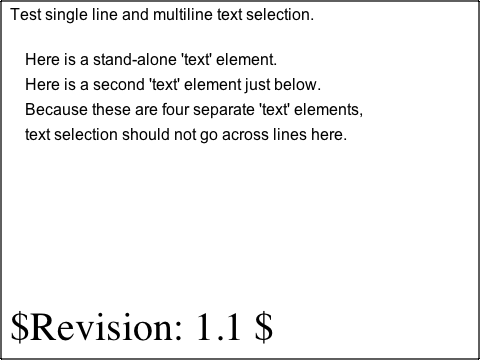 Test single line and multiline text selection.
Here is a stand-alone 'text' element.
Here is a second 'text' element just below.
Because these are four separate 'text' elements,
text selection should not go across lines here.
$Revision: 1.1 $